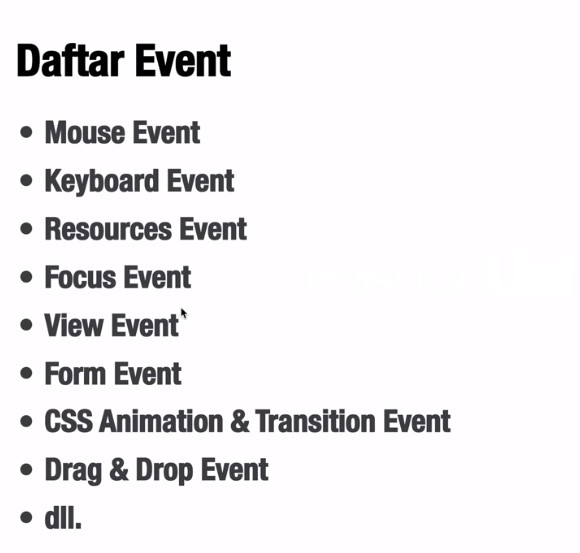 Daftar Event
• Mouse Event
• Keyboard Event
• Resources Event
• Focus Event
• View Event
• Form Event
• CSS Animation & Transition Event
• Drag & Drop Event
• dll.